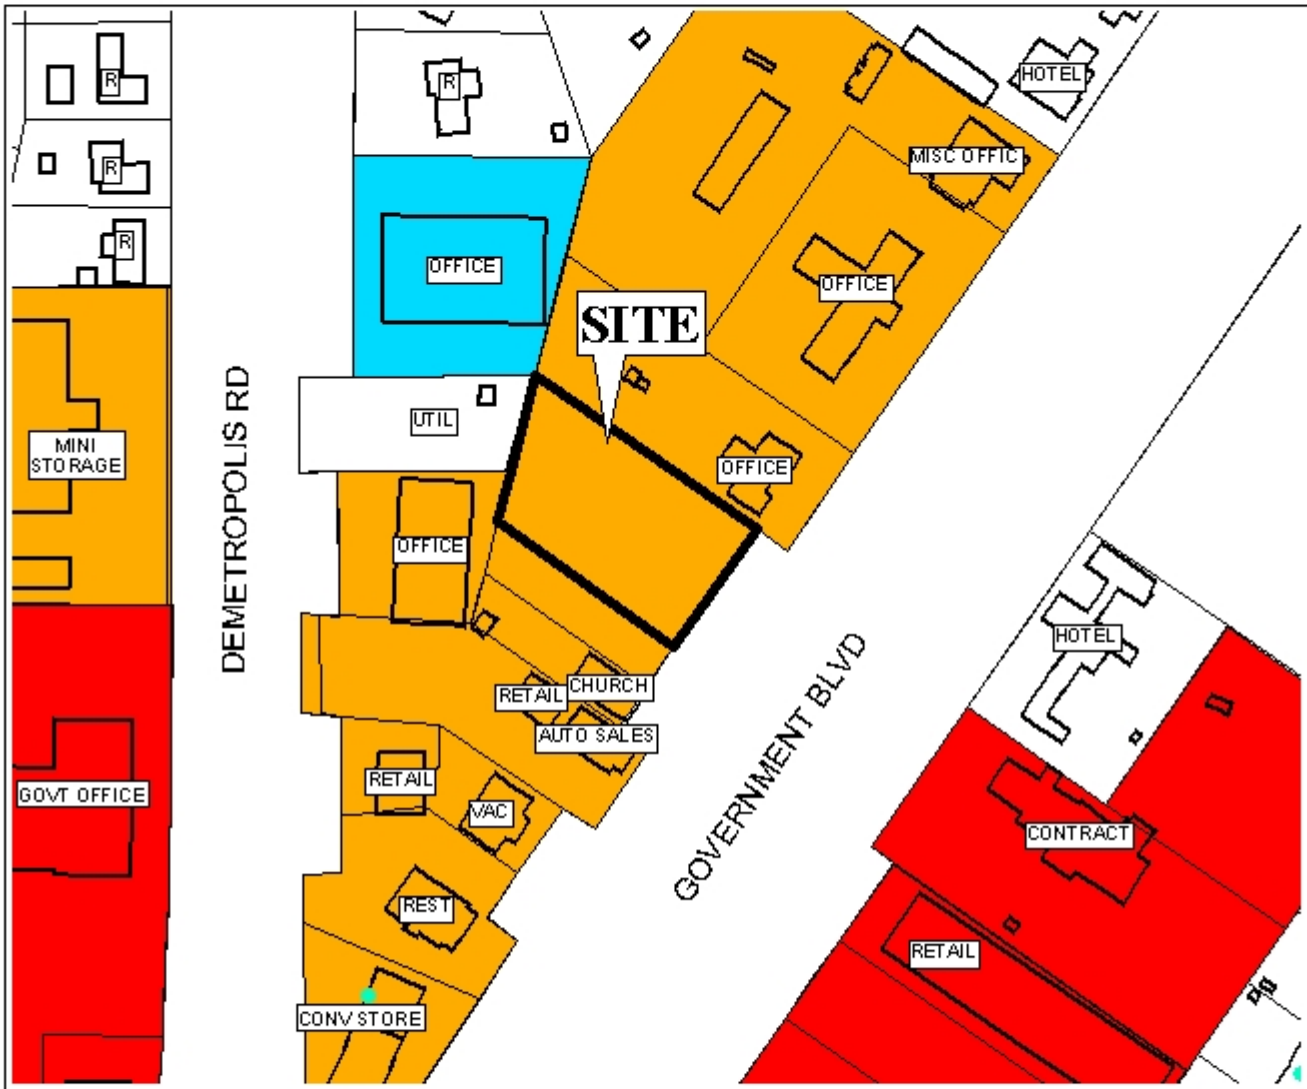 HOTEL
R
R
MISC OFFIC
R
R
OFFICE
OFFICE
SITE
UTIL
MINI
STORAGE
OFFICE
DEMETROPOLIS RD
OFFICE
HOTEL
CHURCH
RETAIL
AUTO SALES
GOVERNMENT BLVD
RETAIL
GOVT OFFICE
VAC
CONTRACT
REST
RETAIL
CONV STORE